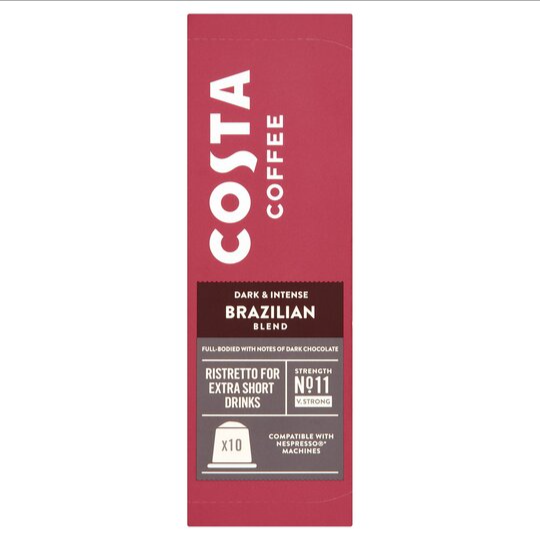 COSTA
COFFEE
DARK & INTENSE
BRAZILIAN
BLEND
FULL-BODIED WITH NOTES OF DARK CHOCOLATE
RISTRETTO FOR
EXTRA SHORT
DRINKS
STRENGTH
Nº11
V. STRONG
x10
COMPATIBLE WITH
NESPRESSO®*
MACHINES